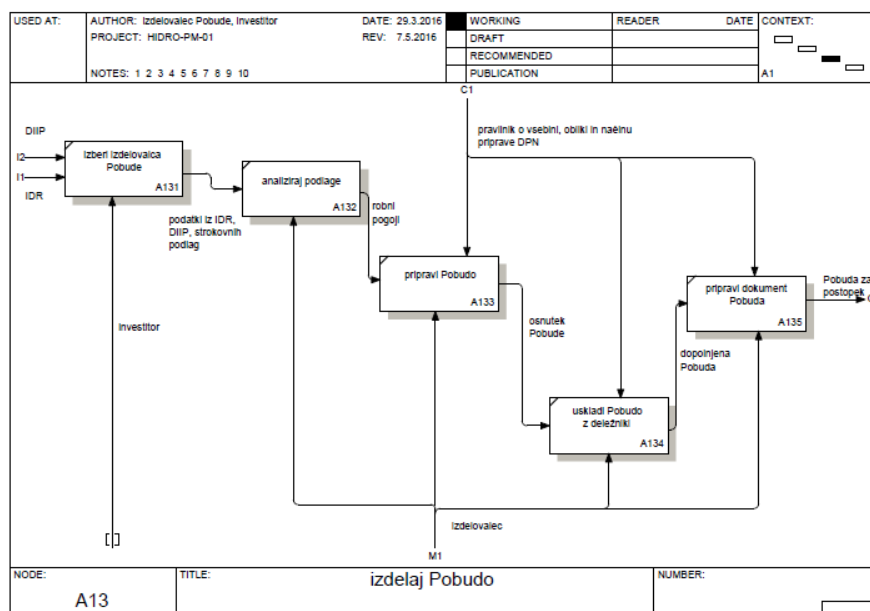 USED AT:
AUTHOR: Izdelovalec Pobude, Investitor
DATE: 29.3.2016
WORKING
READER
DATE
CONTEXT:
PROJECT: HIDRO-PM-01
REV: 7.5.2016
DRAFT
RECOMMENDED
NOTES: 1 2 3 4 5 6 7 8 9 10
PUBLICATION
A1
C1
DIIP
I2
I1
IDR
izberi izdelovalca
Pobude
A131
pravilnik o vsebini, obliki in načinu
priprave DPN
analiziraj podlage
A132
podatki iz IDR,
DIIP, strokovnih
podlag
robni
pogoji
pripravi Pobudo
A133
pripravi dokument
Pobuda
A135
Pobuda za
postopek
investitor
osnutek
Pobude
dopolnjena
Pobuda
uskladi Pobudo
z deležniki
A134
izdelovalec
M1
NODE:
A13
TITLE:
izdelaj Pobudo
NUMBER: